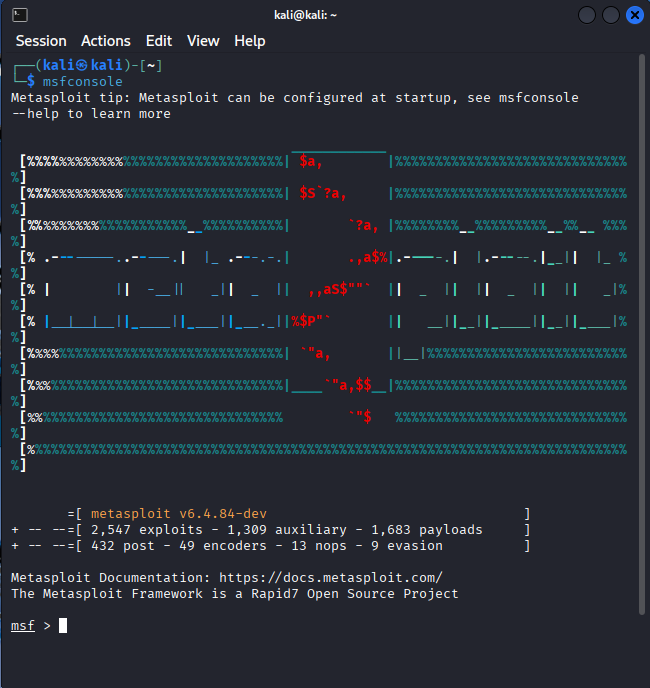 kali@kali: ~
Session Actions Edit View Help
┌──(kali㉿kali)-[~]
└─$ msfconsole
Metasploit tip: Metasploit can be configured at startup, see msfconsole
--help to learn more
=[ metasploit v6.4.84-dev ]
+ -- --=[ 2,547 exploits - 1,309 auxiliary - 1,683 payloads ]
+ -- --=[ 432 post - 49 encoders - 13 nops - 9 evasion ]
Metasploit Documentation: https://docs.metasploit.com/
The Metasploit Framework is a Rapid7 Open Source Project
msf >